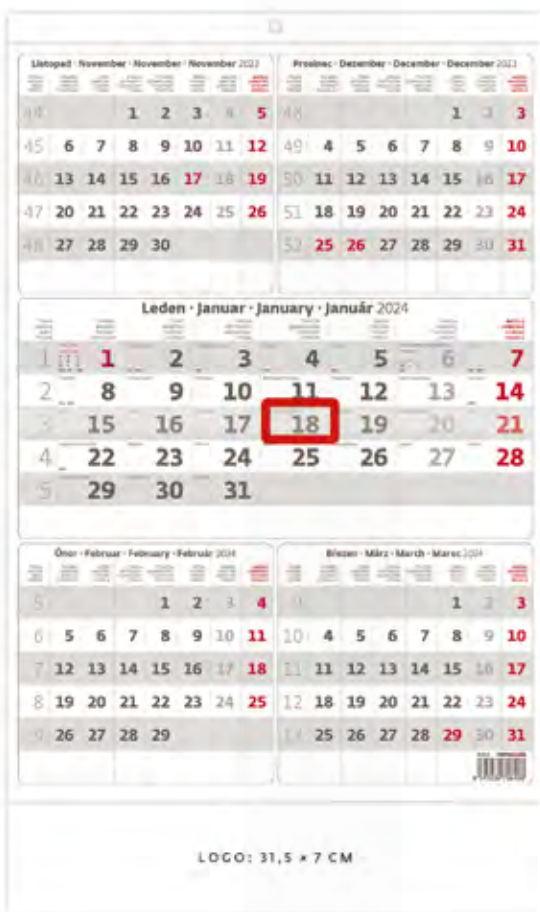 Listopad · November · November · November 2023
44 1 2 3 4 5
45 6 7 8 9 10 11 12
46 13 14 15 16 17 18 19
47 20 21 22 23 24 25 26
48 27 28 29 30
Prosinec · Dezember · December · December 2023
48 1 2 3
49 4 5 6 7 8 9 10
50 11 12 13 14 15 16 17
51 18 19 20 21 22 23 24
52 25 26 27 28 29 30 31
Leden · Januar · January · Január 2024
1 1 2 3 4 5 6 7
2 8 9 10 11 12 13 14
3 15 16 17 18 19 20 21
4 22 23 24 25 26 27 28
5 29 30 31
Únor · Februar · February · Február 2024
5 1 2 3 4
6 5 6 7 8 9 10 11
7 12 13 14 15 16 17 18
8 19 20 21 22 23 24 25
9 26 27 28 29
Březen · März · March · Marec 2024
9 1 2 3
10 4 5 6 7 8 9 10
11 11 12 13 14 15 16 17
12 18 19 20 21 22 23 24
13 25 26 27 28 29 30 31
LOGO: 31,5 × 7 CM